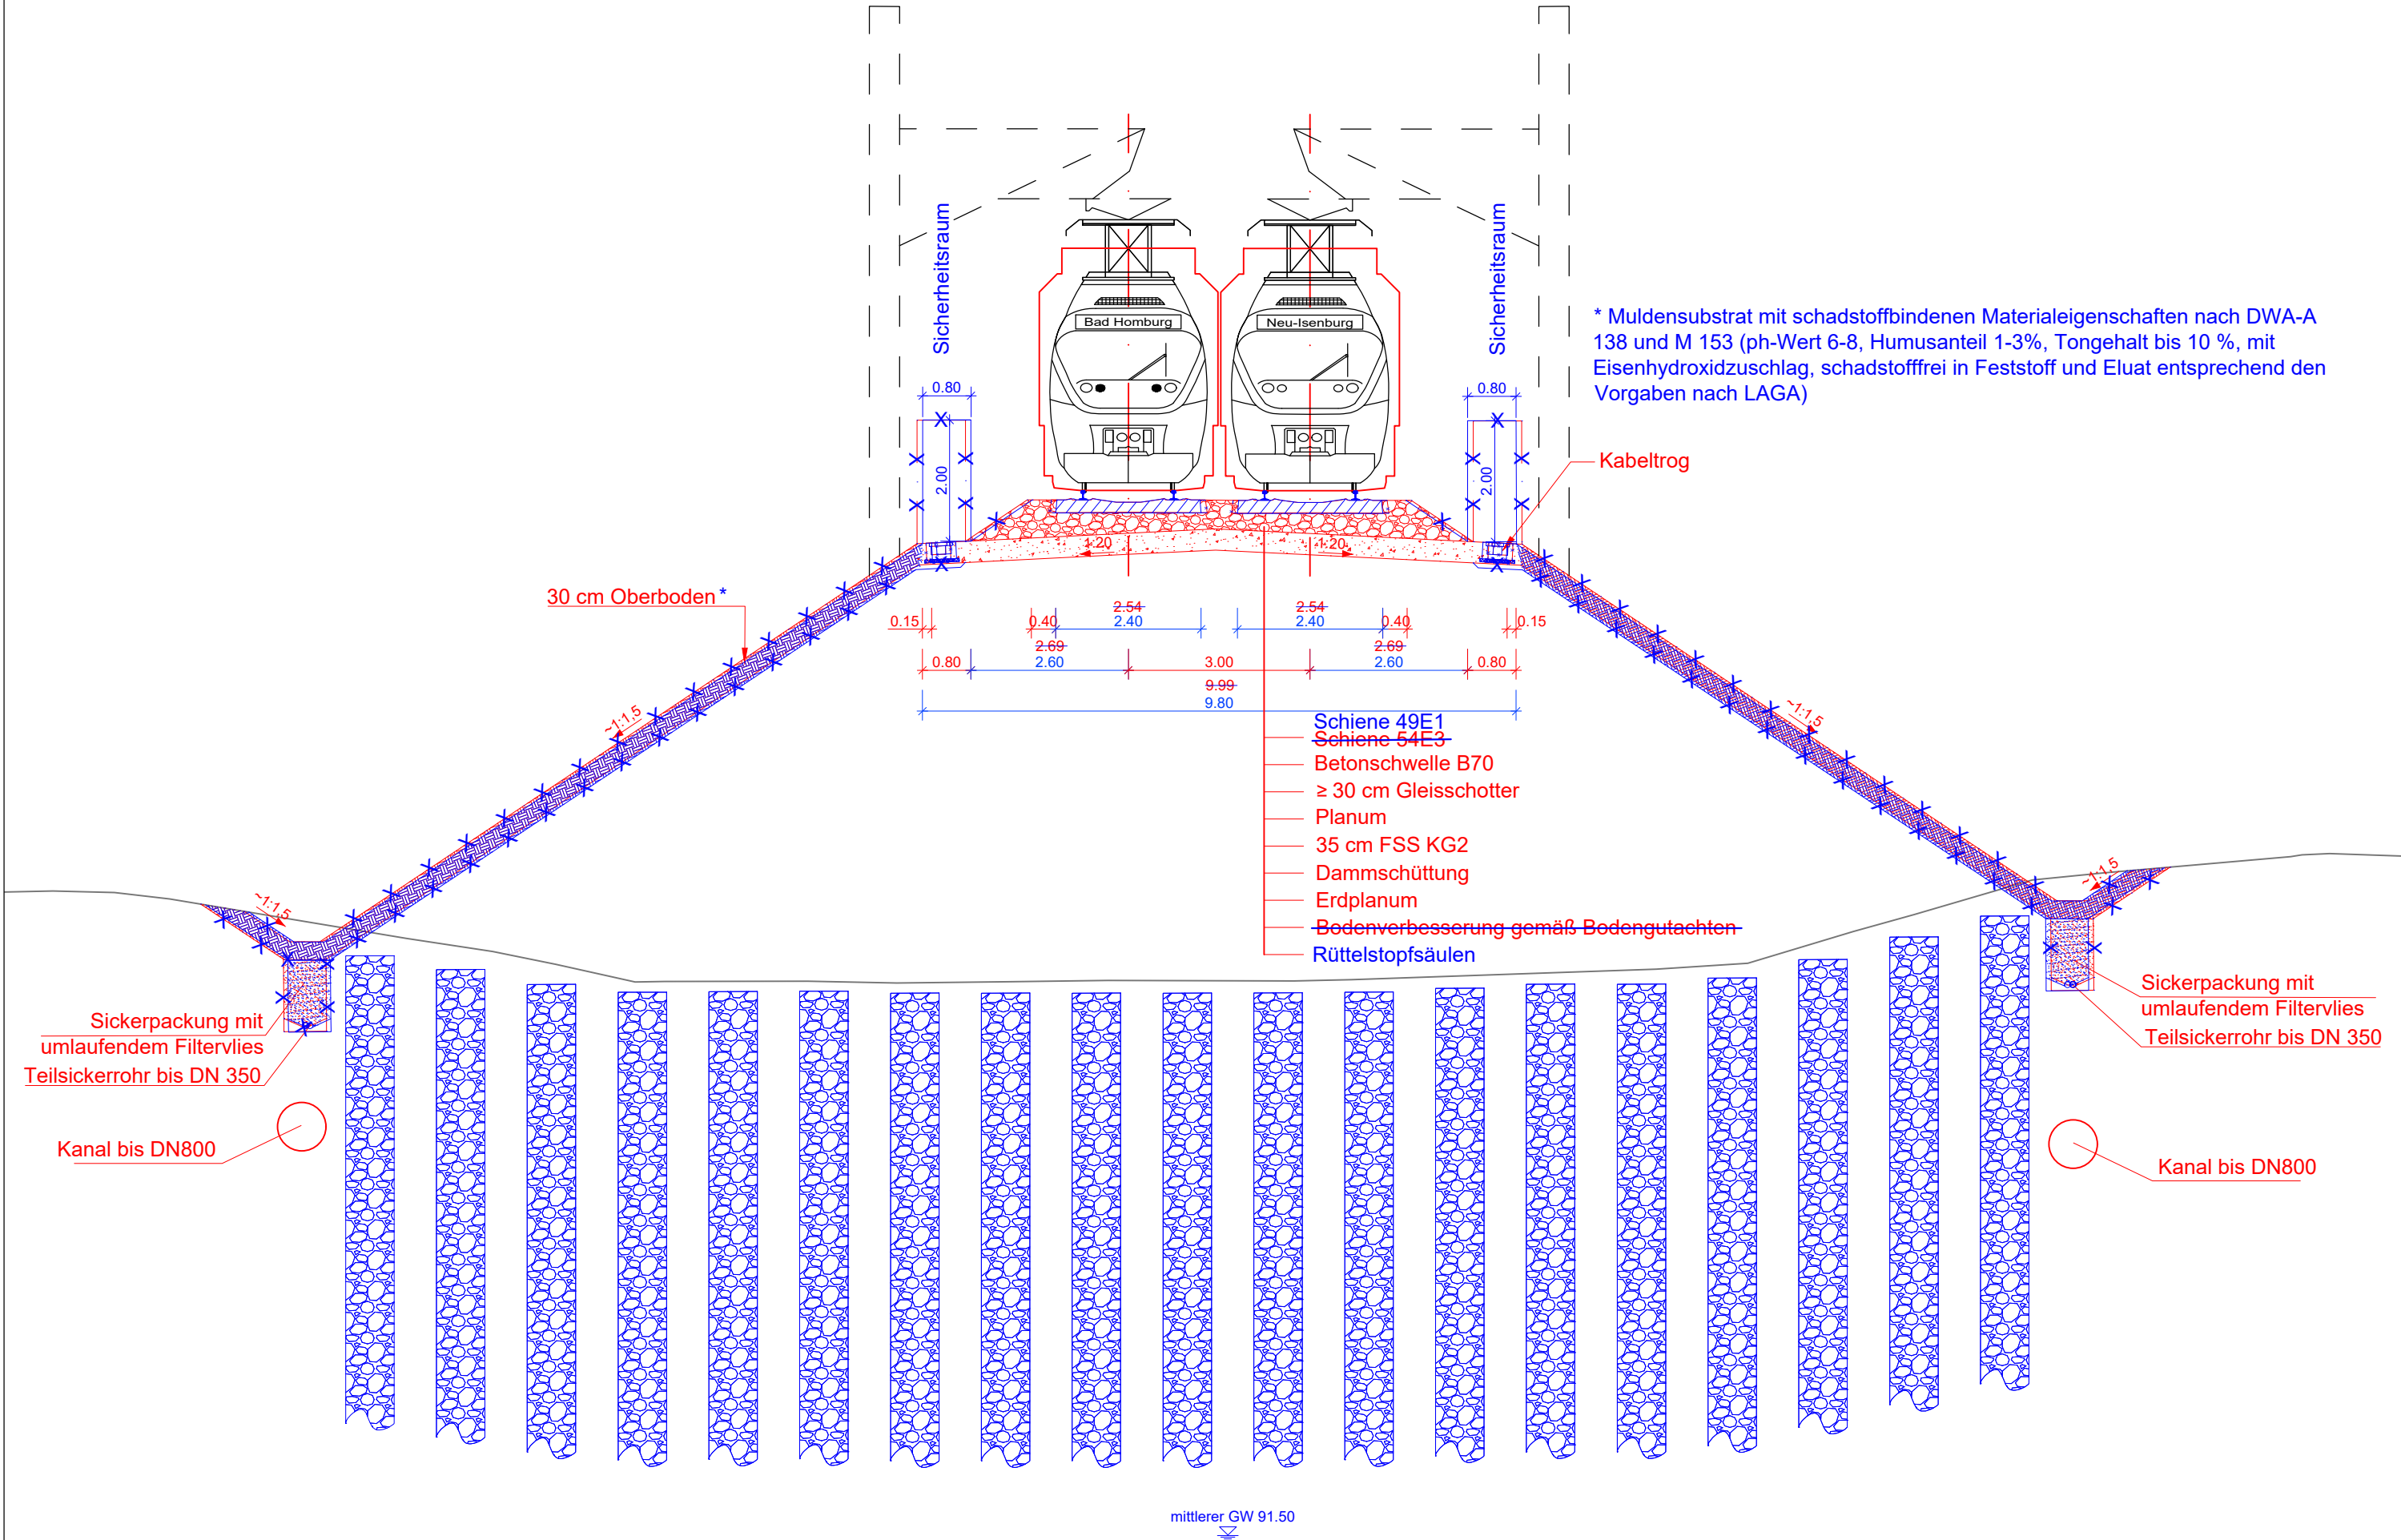 Sicherheitsraum
Sicherheitsraum
Bad Homburg
Neu-Isenburg
* Muldensubstrat mit schadstoffbindenen Materialeigenschaften nach DWA-A
138 und M 153 (ph-Wert 6-8, Humusanteil 1-3%, Tongehalt bis 10 %, mit
Eisenhydroxidzuschlag, schadstofffrei in Feststoff und Eluat entsprechend den
Vorgaben nach LAGA)
0.80
0.80
2.00
2.00
Kabeltrog
1:20
1:20
30 cm Oberboden *
2.54
2.54
0.15
0.40
2.40
2.40
0.40
0.15
2.69
2.69
0.80
2.60
3.00
2.60
0.80
9.99
9.80
~1:1,5
~1:1,5
Schiene 49E1
Schiene 54E3
Betonschwelle B70
≥ 30 cm Gleisschotter
Planum
35 cm FSS KG2
Dammschüttung
Erdplanum
Bodenverbesserung gemäß Bodengutachten
Rüttelstopfsäulen
~1:1,5
~1:1,5
Sickerpackung mit
umlaufendem Filtervlies
Teilsickerrohr bis DN 350
Kanal bis DN800
Sickerpackung mit
umlaufendem Filtervlies
Teilsickerrohr bis DN 350
Kanal bis DN800
mittlerer GW 91.50